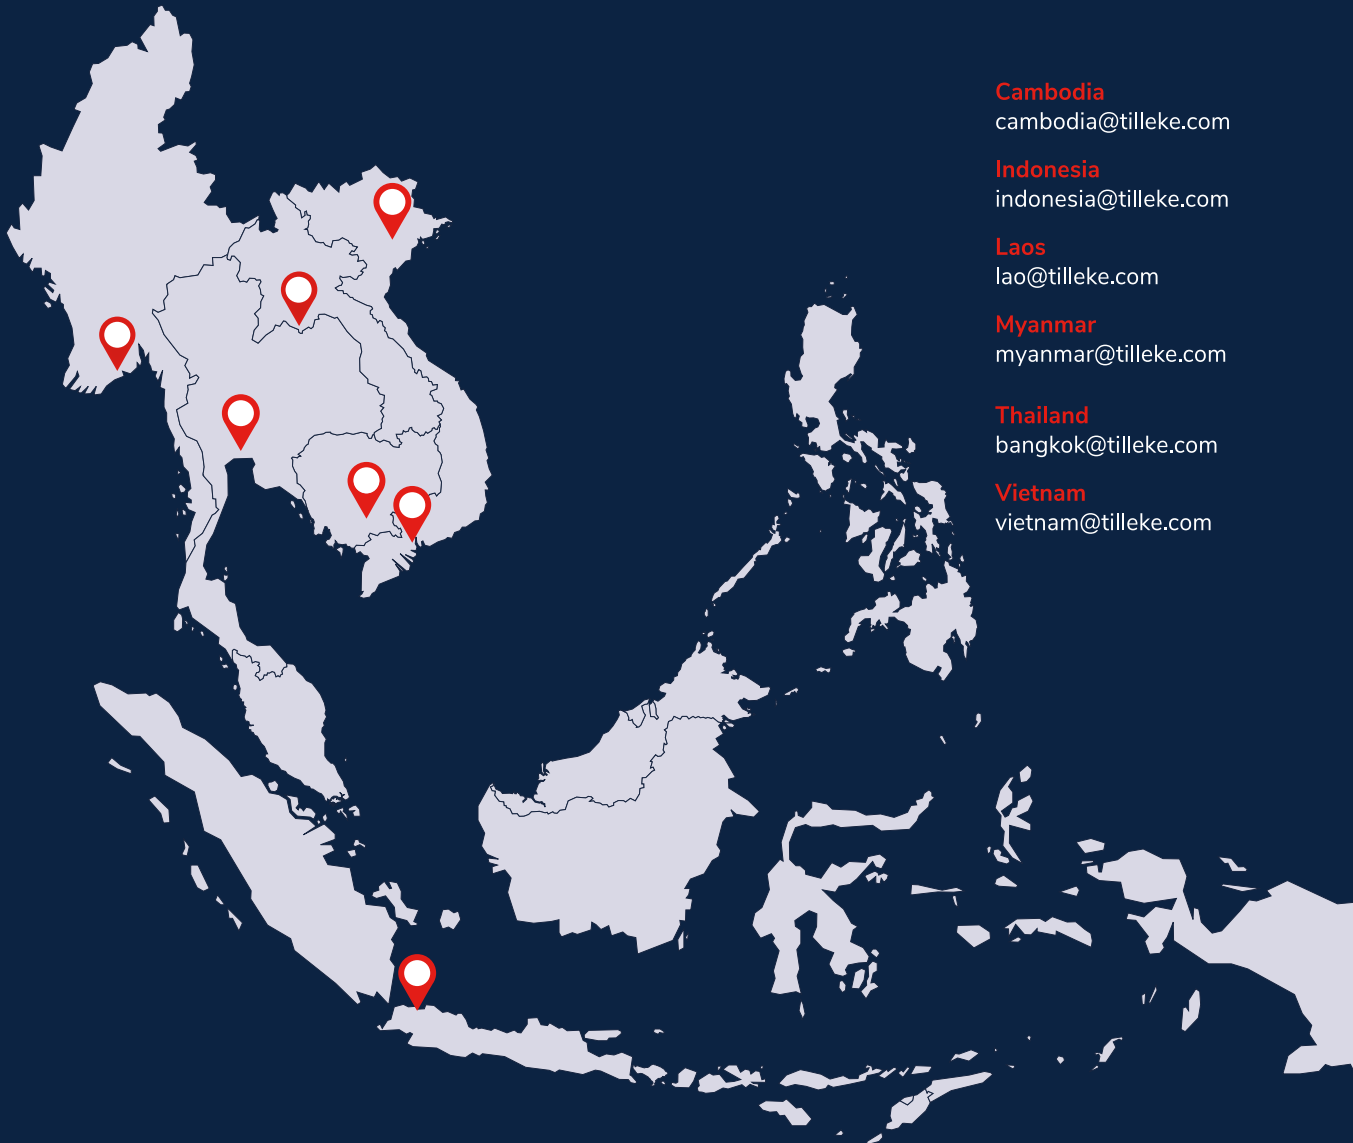 Cambodia
cambodia@tilleke.com
Indonesia
indonesia@tilleke.com
Laos
lao@tilleke.com
Myanmar
myanmar@tilleke.com
Thailand
bangkok@tilleke.com
Vietnam
vietnam@tilleke.com